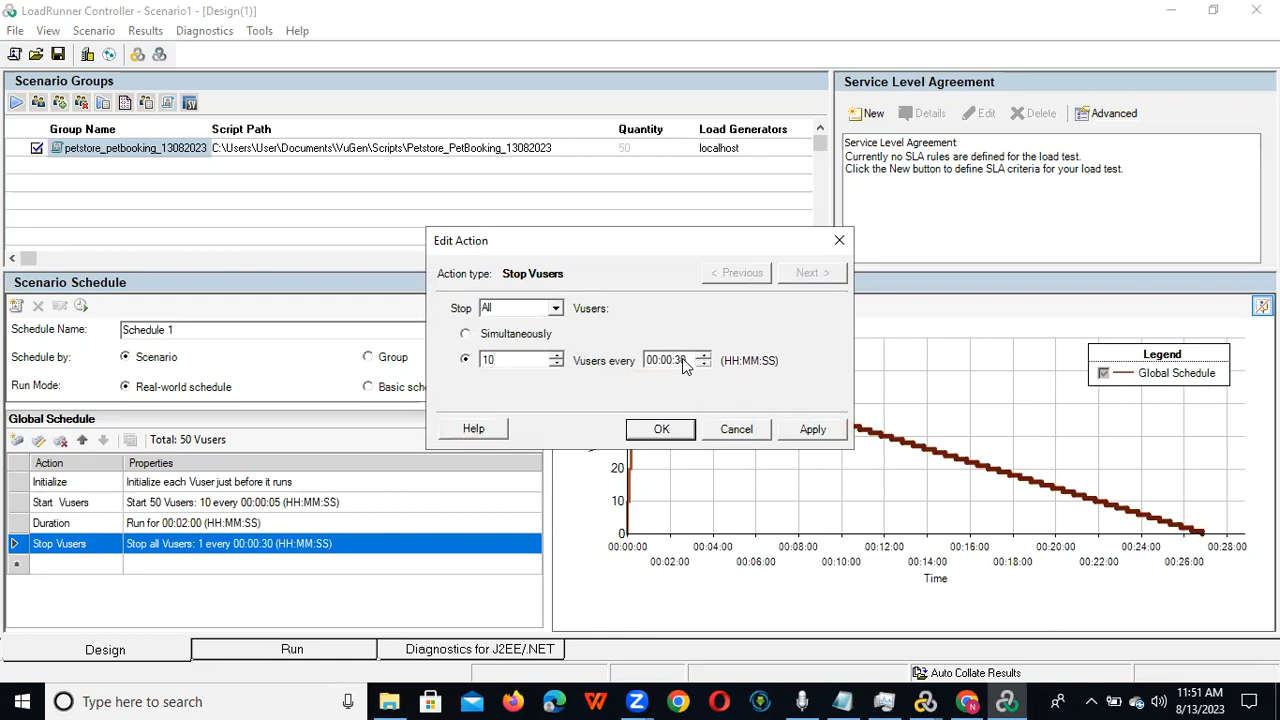 LoadRunner Controller - Scenario1 - [Design(1)]
File View Scenario Results Diagnostics Tools Help
Scenario Groups
Service Level Agreement
New Details Edit Delete Advanced
Group Name Script Path Quantity Load Generators
petstore_petbooking_13082023 C:\Users\User\Documents\VuGen\Scripts\Petstore_PetBooking_13082023 50 localhost
Service Level Agreement
Currently no SLA rules are defined for the load test.
Click the New button to define SLA criteria for your load test.
Edit Action
Action type: Stop Vusers
< Previous Next >
Stop All Vusers:
Simultaneously
10 Vusers every 00:00:30 (HH:MM:SS)
Help OK Cancel Apply
Scenario Schedule
Schedule Name: Schedule 1
Schedule by: Scenario Group
Run Mode: Real-world schedule Basic sche
Global Schedule
Total: 50 Vusers
Action Properties
Initialize Initialize each Vuser just before it runs
Start Vusers Start 50 Vusers: 10 every 00:00:05 (HH:MM:SS)
Duration Run for 00:02:00 (HH:MM:SS)
Stop Vusers Stop all Vusers: 1 every 00:00:30 (HH:MM:SS)
Legend
Global Schedule
20
10
0
00:00:00 00:04:00 00:08:00 00:12:00 00:16:00 00:20:00 00:24:00 00:28:00
00:02:00 00:06:00 00:10:00 00:14:00 00:18:00 00:22:00 00:26:00
Time
Design Run Diagnostics for J2EE/.NET
Auto Collate Results
Type here to search
11:51 AM
8/13/2023